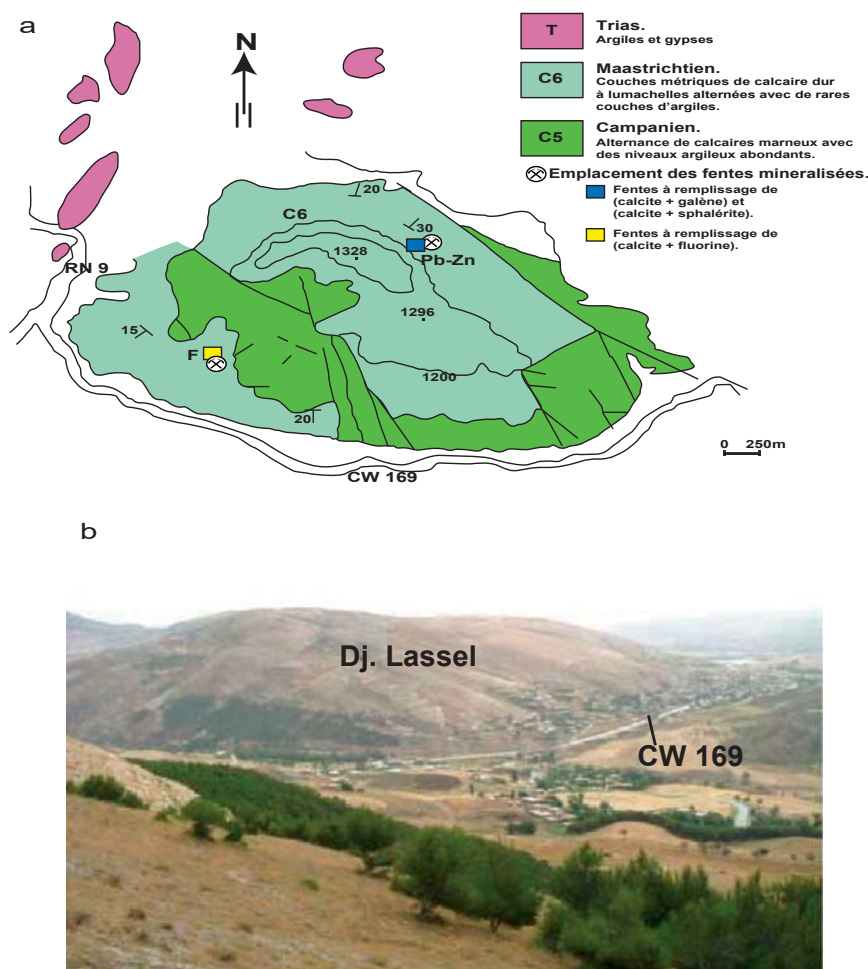 a
N
T
Trias.
Argiles et gypses
C6
Maastrichtien.
Couches métriques de calcaire dur
à lumachelles alternées avec de rares
couches d'argiles.
C5
Campanien.
Alternance de calcaires marneux avec
des niveaux argileux abondants.
Emplacement des fentes mineralisées.
Fentes à remplissage de
(calcite + galène) et
(calcite + sphalérite).
Fentes à remplissage de
(calcite + fluorine).
20
C6
30
1328
Pb-Zn
RN 9
1296
15
F
1200
20
0 250m
CW 169
b
Dj. Lassel
CW 169